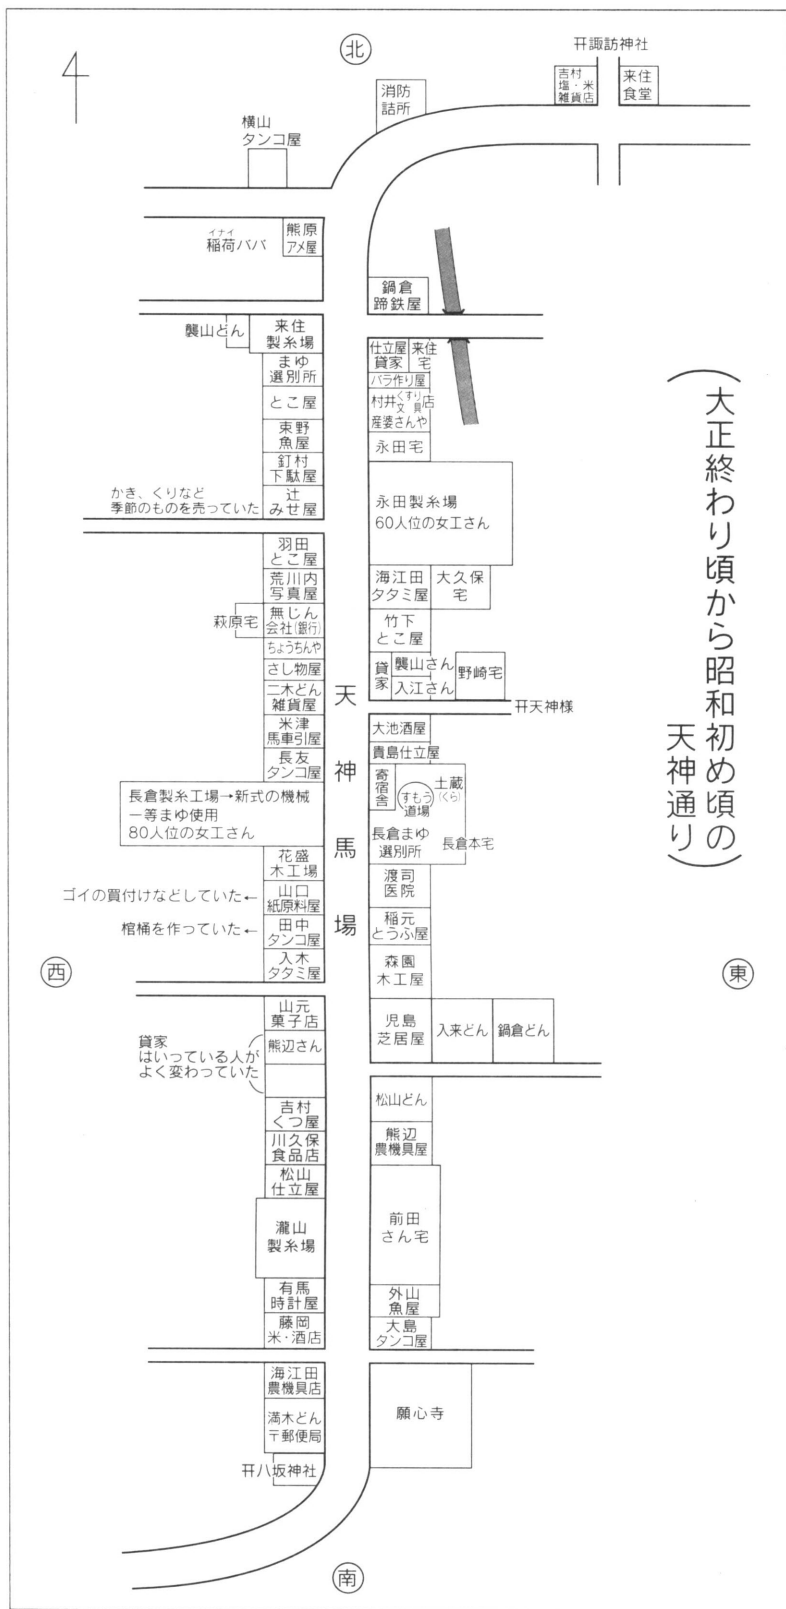 大正終わり頃から昭和初め頃の
天神通り
北
⛩諏訪神社
吉村
塩・米
雑貨店
来住
食堂
消防
詰所
横山
タンコ屋
イナイ
稲荷ババ
熊原
アメ屋
鍋倉
蹄鉄屋
襲山どん
来住
製糸場
まゆ
選別所
とこ屋
東野
魚屋
釘村
下駄屋
辻
みせ屋
かき、くりなど
季節のものを売っていた
仕立屋
貸家
来住
宅
バラ作り屋
村井くすり文具店
産婆さんや
永田宅
永田製糸場
60人位の女工さん
羽田
とこ屋
荒川内
写真屋
萩原宅
無じん
会社(銀行)
ちょうちんや
さし物屋
二木どん
雑貨屋
米津
馬車引屋
長友
タンコ屋
海江田
タタミ屋
大久保
宅
竹下
とこ屋
貸家
襲山さん
入江さん
野崎宅
⛩天神様
天神馬場
大池酒屋
貴島仕立屋
寄宿舎
すもう
道場
土蔵
(くら)
長倉まゆ
選別所
長倉本宅
長倉製糸工場→新式の機械
一等まゆ使用
80人位の女工さん
花盛
木工場
ゴイの買付けなどしていた←
山口
紙原料屋
棺桶を作っていた←
田中
タンコ屋
入木
タタミ屋
渡司
医院
稲元
とうふ屋
森園
木工屋
西
東
山元
菓子店
熊辺さん
貸家
はいっている人が
よく変わっていた
吉村
くつ屋
川久保
食品店
松山
仕立屋
瀧山
製糸場
有馬
時計屋
藤岡
米・酒店
児島
芝居屋
入来どん
鍋倉どん
松山どん
熊辺
農機具屋
前田
さん宅
外山
魚屋
大島
タンコ屋
海江田
農機具店
満木どん
〒郵便局
⛩八坂神社
願心寺
南